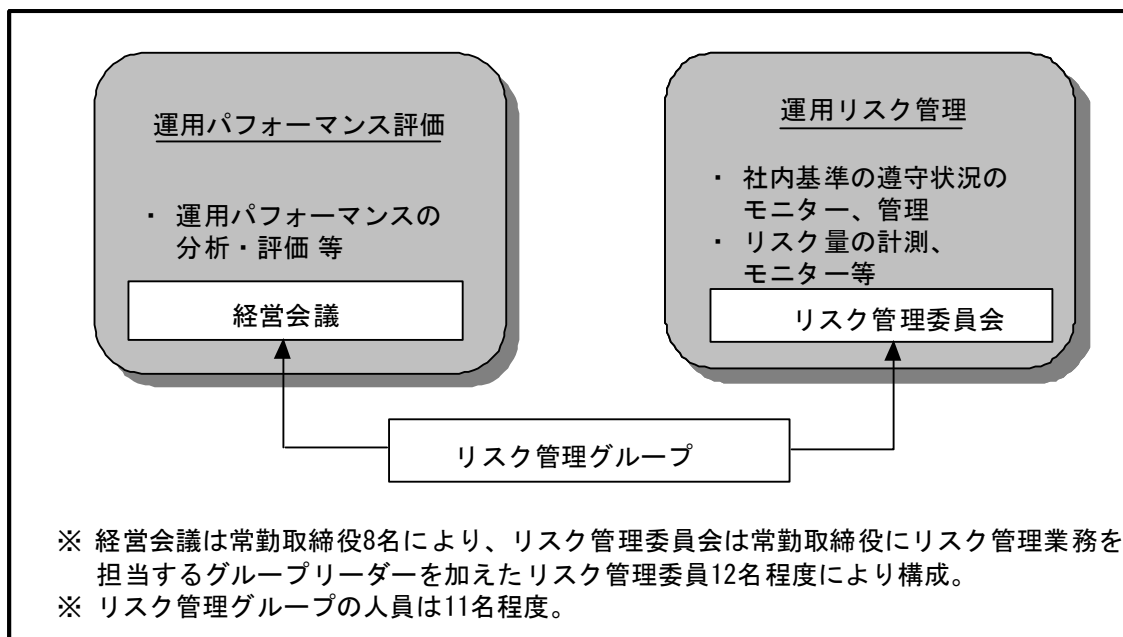 運用パフォーマンス評価
・ 運用パフォーマンスの
分析・評価 等
経営会議
運用リスク管理
・ 社内基準の遵守状況の
モニター、管理
・ リスク量の計測、
モニター等
リスク管理委員会
リスク管理グループ
※ 経営会議は常勤取締役8名により、リスク管理委員会は常勤取締役にリスク管理業務を
担当するグループリーダーを加えたリスク管理委員12名程度により構成。
※ リスク管理グループの人員は11名程度。